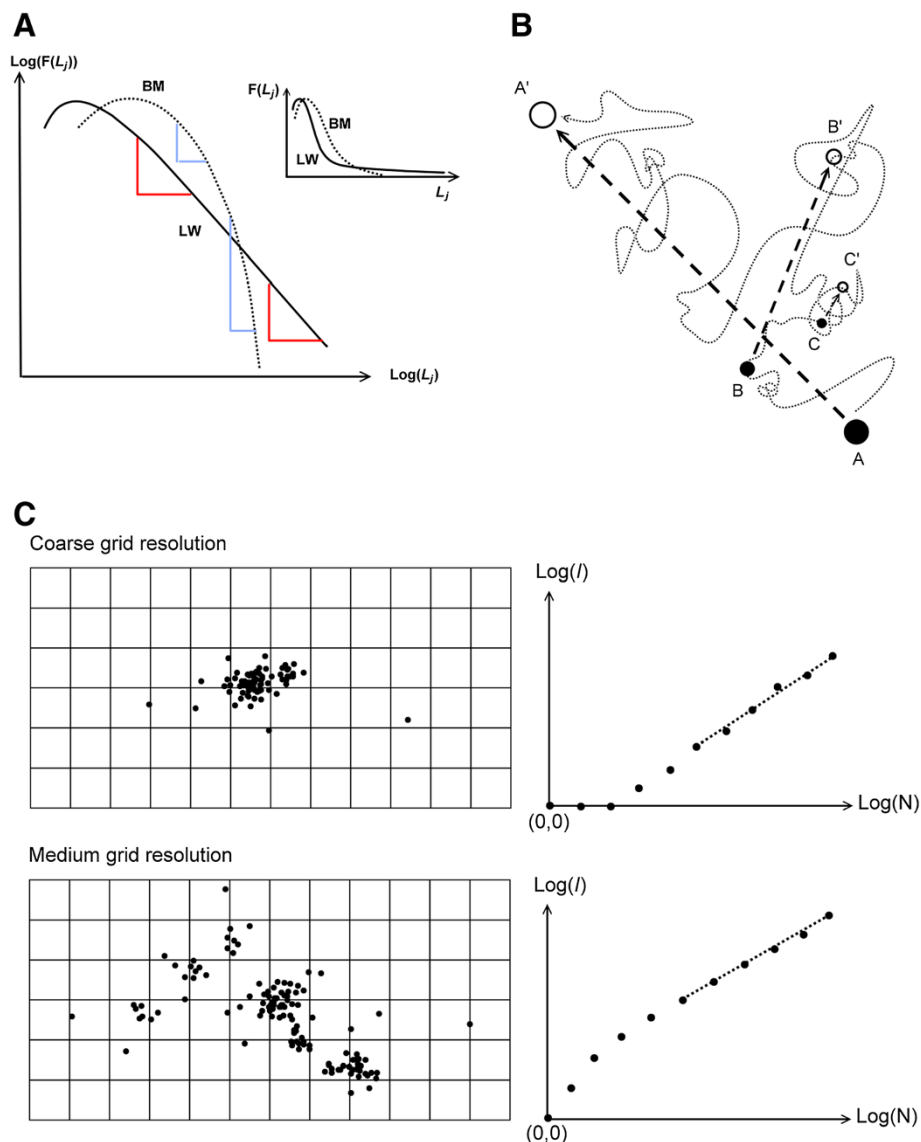 A
Log(F(Lj))
BM
LW
Log(Lj)
F(Lj)
BM
LW
Lj
B
A'
B'
C'
C
B
A
C
Coarse grid resolution
Log(I)
Log(N)
(0,0)
Medium grid resolution
Log(I)
Log(N)
(0,0)